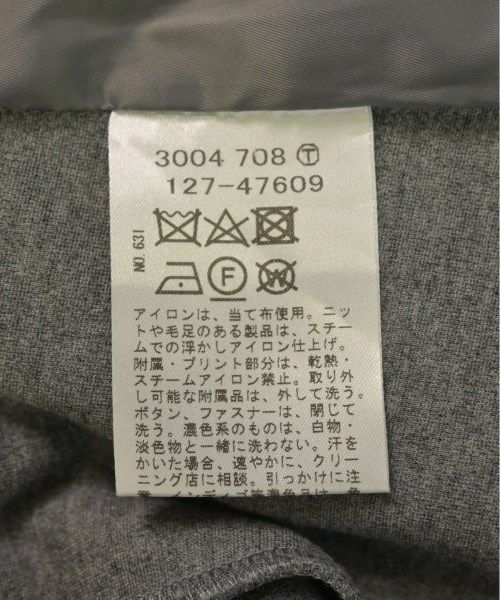 3004 708 Ⓣ
127-47609
NO.631
F
W
アイロンは、当て布使用。ニッ
トや毛足のある製品は、スチー
ムでの浮かしアイロン仕上げ。
附属・プリント部分は、乾熱・
スチームアイロン禁止。取り外
し可能な附属品は、外して洗う。
ボタン、ファスナーは、閉じて
洗う。濃色系のものは、白物・
淡色物と一緒に洗わない。汗を
かいた場合、速やかに、クリー
ニング店に相談。引っかけに注